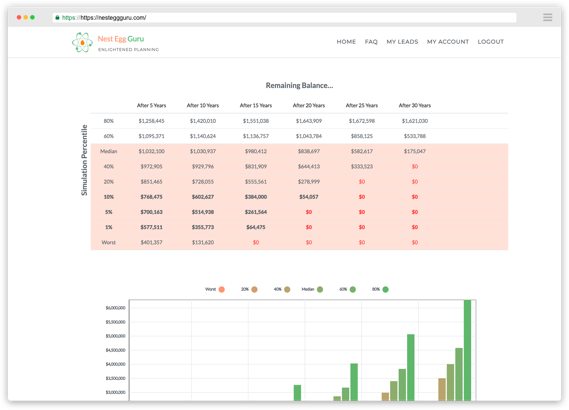 https://https://nesteggguru.com/
Nest Egg Guru
ENLIGHTENED PLANNING
HOME FAQ MY LEADS MY ACCOUNT LOGOUT
Remaining Balance...
After 5 Years After 10 Years After 15 Years After 20 Years After 25 Years After 30 Years
Simulation Percentile
80% $1,258,445 $1,420,010 $1,551,038 $1,643,909 $1,672,598 $1,621,030
60% $1,095,371 $1,140,624 $1,136,757 $1,043,784 $858,125 $533,788
Median $1,032,100 $1,030,937 $980,412 $838,697 $582,617 $175,047
40% $972,905 $929,796 $831,909 $644,413 $333,523 $0
20% $851,465 $728,055 $555,561 $278,999 $0 $0
10% $768,475 $602,627 $384,000 $54,057 $0 $0
5% $700,163 $514,938 $261,564 $0 $0 $0
1% $577,511 $355,773 $64,475 $0 $0 $0
Worst $401,357 $131,620 $0 $0 $0 $0
Worst 20% 40% Median 60% 80%
$6,000,000
$5,000,000
$4,500,000
$4,000,000
$3,500,000
$3,000,000